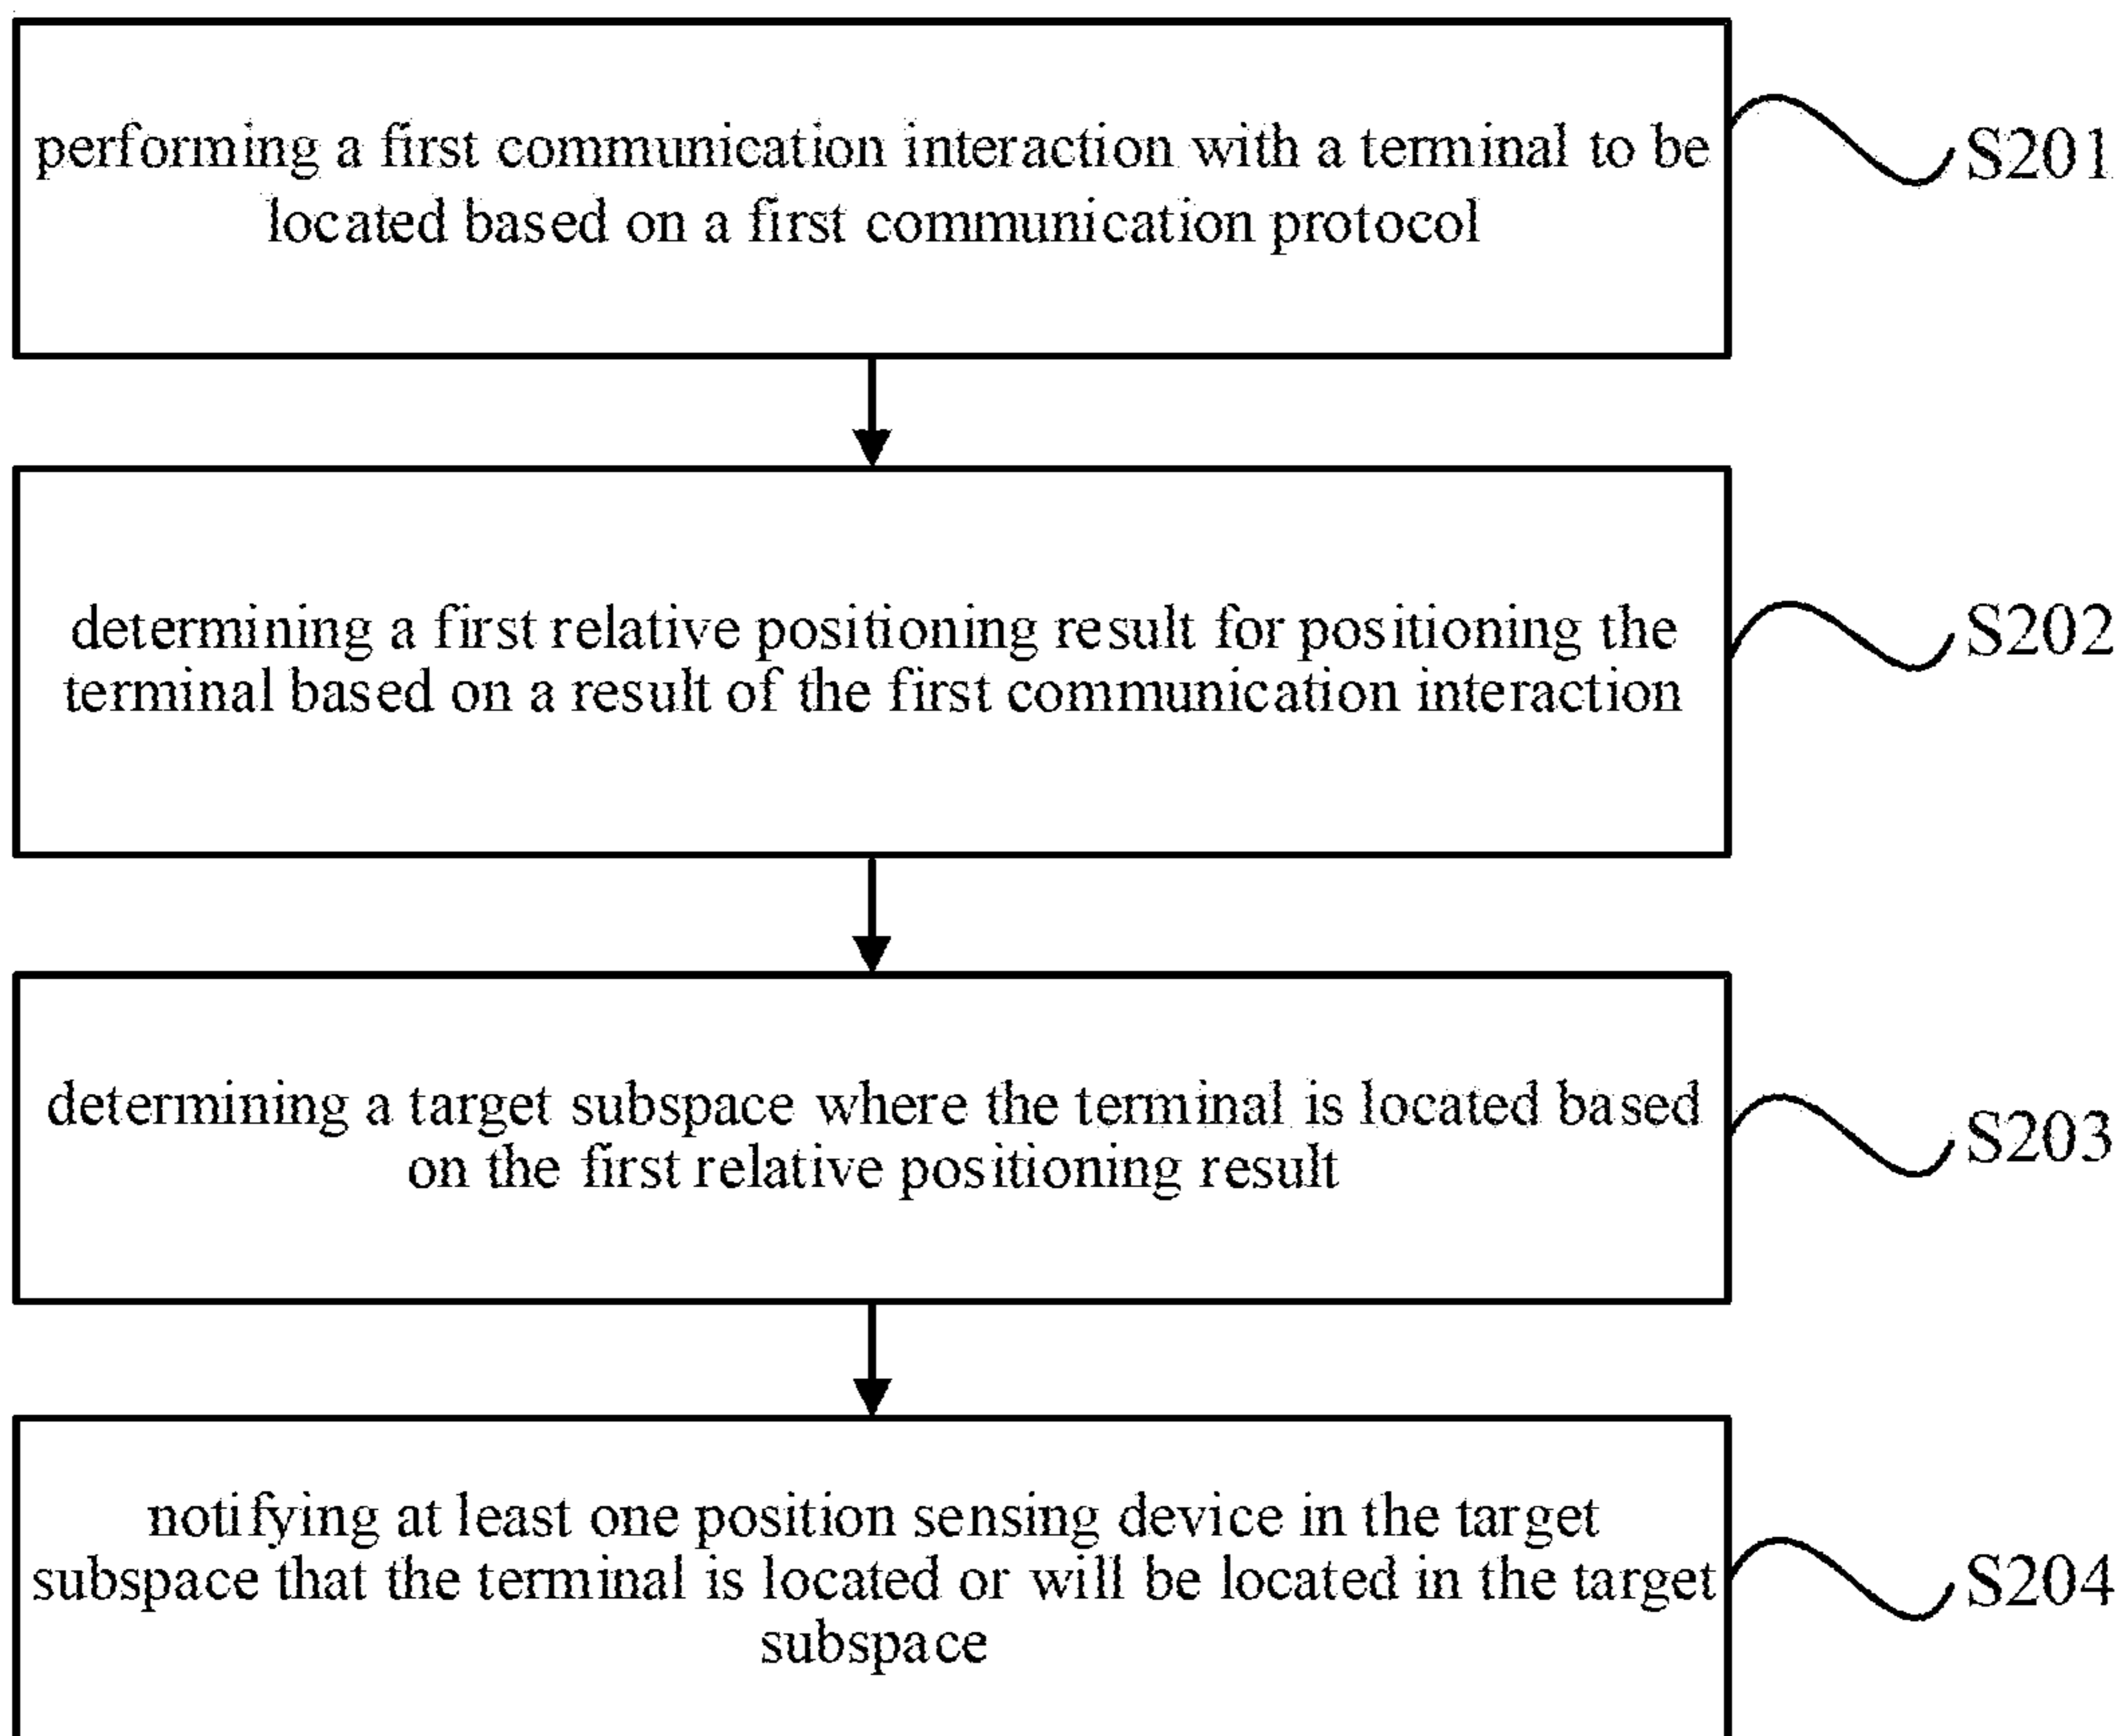 performing a first communication interaction with a terminal to be
located based on a first communication protocol
S201
determining a first relative positioning result for positioning the
terminal based on a result of the first communication interaction
S202
determining a target subspace where the terminal is located based
on the first relative positioning result
S203
notifying at least one position sensing device in the target
subspace that the terminal is located or will be located in the target
subspace
S204